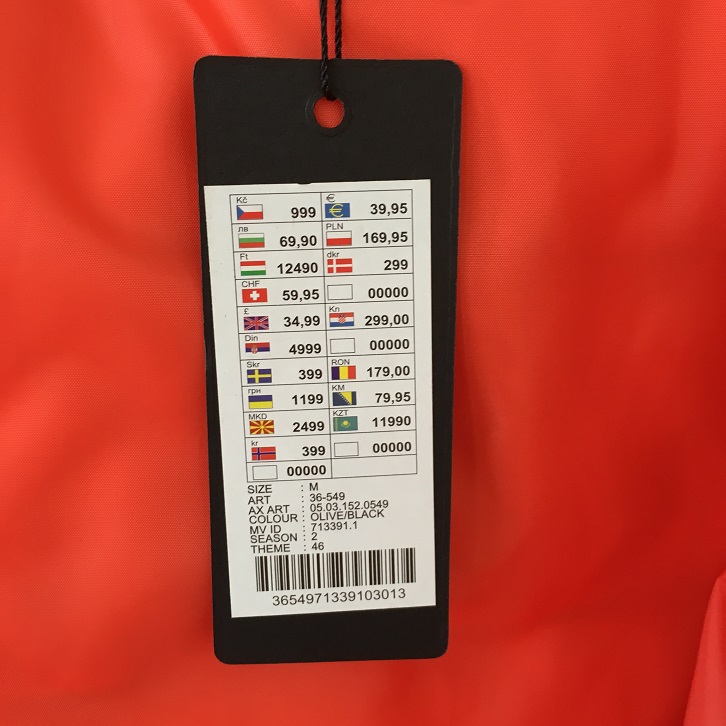 Kč 999 € 39,95
лв 69,90 PLN 169,95
Ft 12490 dkr 299
CHF 59,95 00000
£ 34,99 Kn 299,00
Din 4999 00000
Skr 399 RON 179,00
грн 1199 KM 79,95
MKD 2499 KZT 11990
kr 399 00000
00000
SIZE : M
ART : 36-549
AX ART : 05.03.152.0549
COLOUR : OLIVE/BLACK
MV ID : 713391.1
SEASON : 2
THEME : 46
3654971339103013